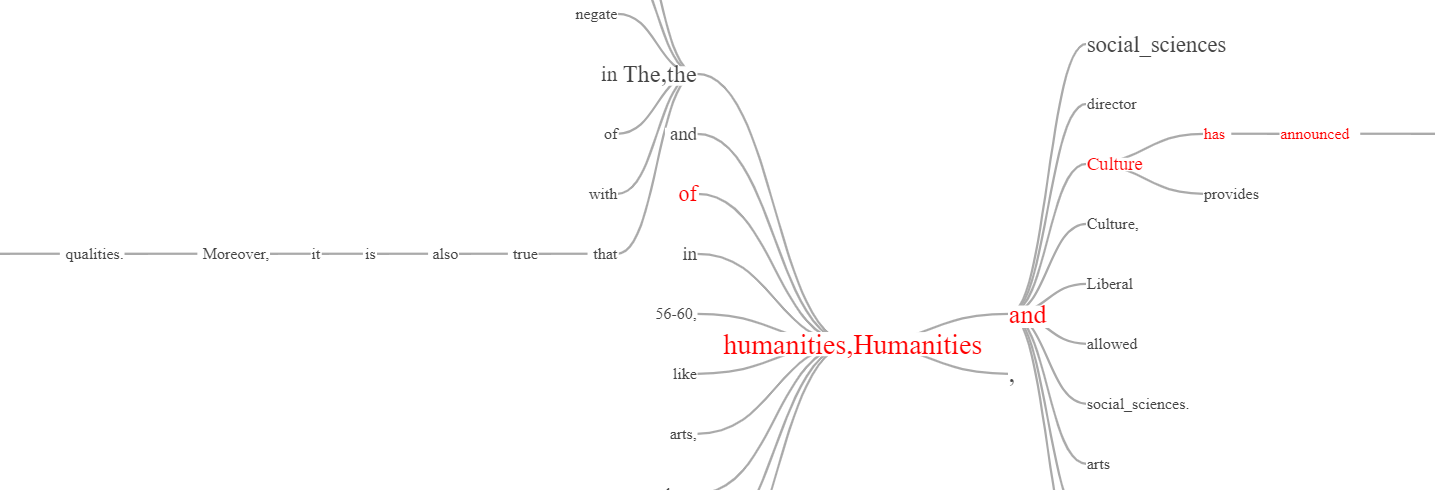 negate
social_sciences
in The,the
director
of
and
has
announced
Culture
with
of
provides
Culture,
qualities. Moreover, it is also true that
in
Liberal
56-60,
and
humanities,Humanities
allowed
like
,
social_sciences.
arts,
arts